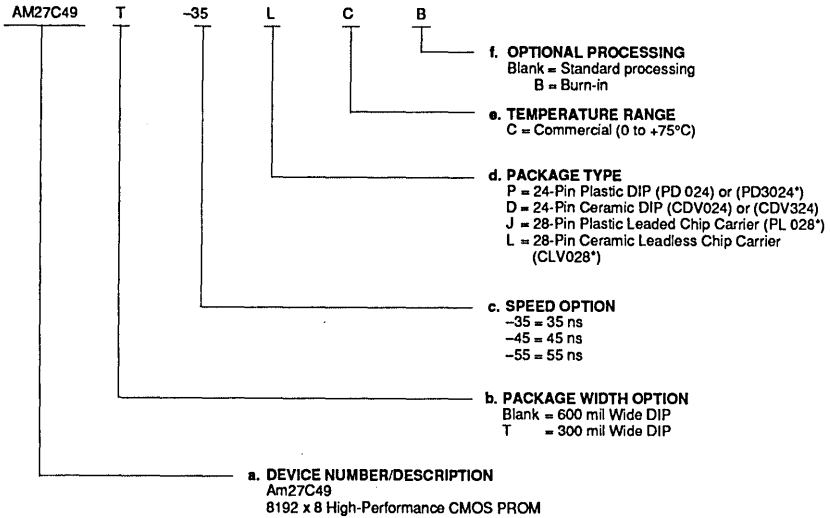 AM27C49 T -35 L C B
f. OPTIONAL PROCESSING
Blank = Standard processing
B = Burn-in
e. TEMPERATURE RANGE
C = Commercial (0 to +75°C)
d. PACKAGE TYPE
P = 24-Pin Plastic DIP (PD 024) or (PD3024*)
D = 24-Pin Ceramic DIP (CDV024) or (CDV324)
J = 28-Pin Plastic Leaded Chip Carrier (PL 028*)
L = 28-Pin Ceramic Leadless Chip Carrier
(CLV028*)
c. SPEED OPTION
-35 = 35 ns
-45 = 45 ns
-55 = 55 ns
b. PACKAGE WIDTH OPTION
Blank = 600 mil Wide DIP
T = 300 mil Wide DIP
a. DEVICE NUMBER/DESCRIPTION
Am27C49
8192 x 8 High-Performance CMOS PROM